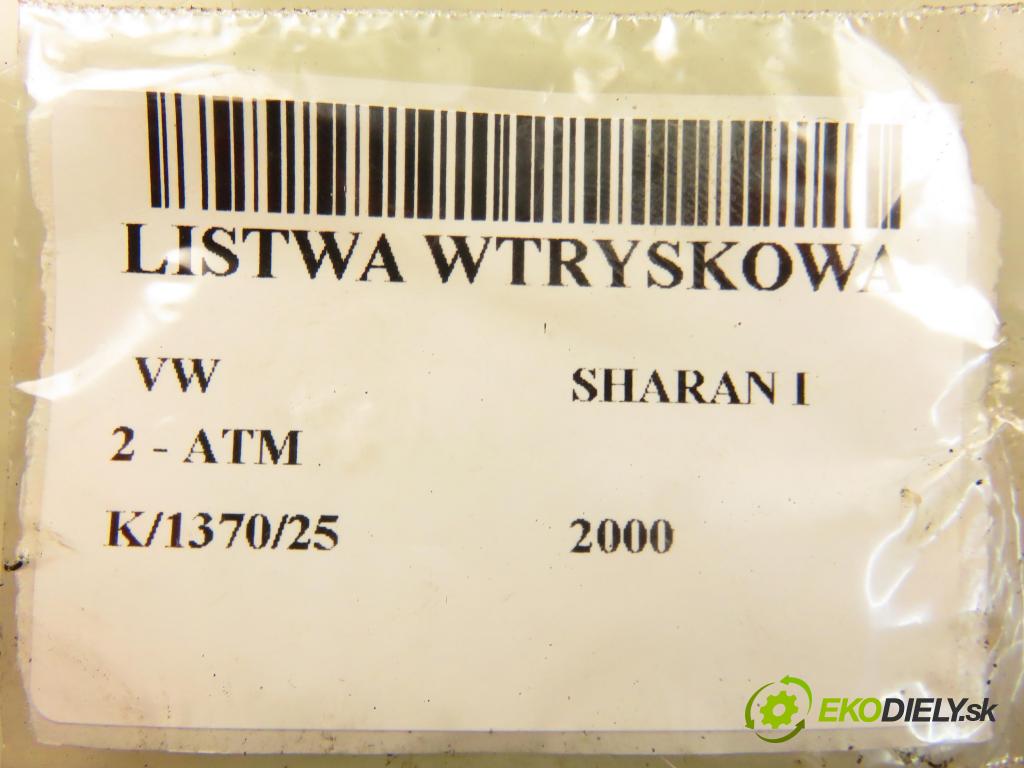 LISTWA WTRYSKOWA
VW SHARAN I
2 - ATM
K/1370/25 2000
EKODIELY.sk